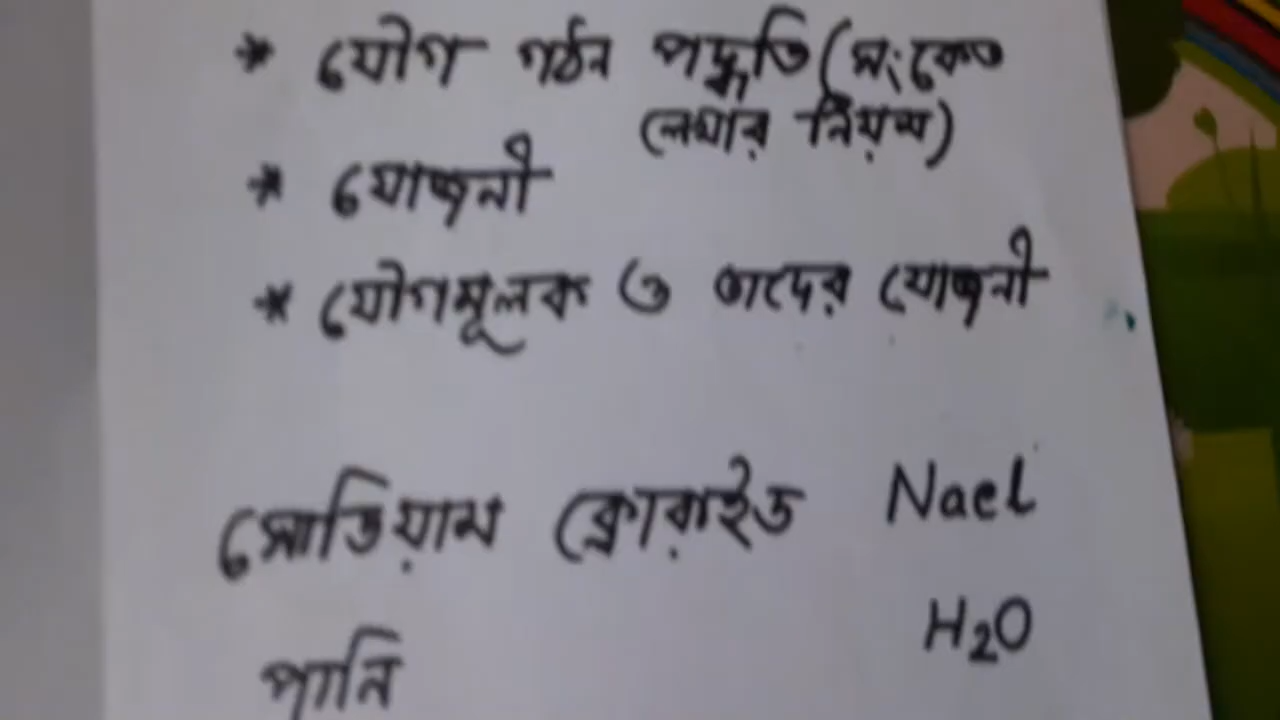 * যৌগ গঠন পদ্ধতি (সংকেত
লেখার নিয়ম)
* যোজনী
* যৌগমূলক ও তাদের যোজনী
সোডিয়াম ক্লোরাইড NaCl
পানি H₂O